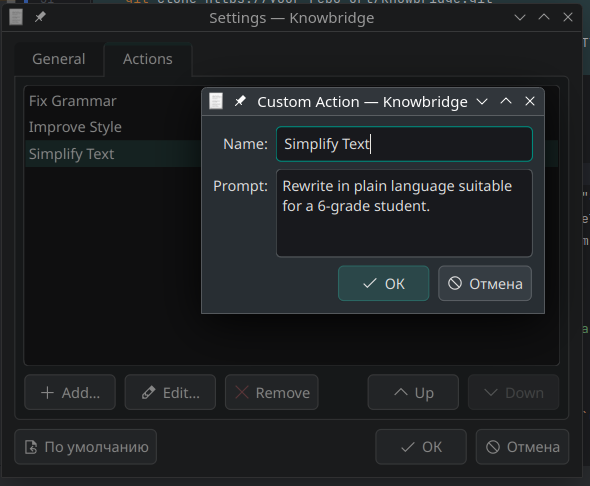 Settings — Knowbridge
General
Actions
Fix Grammar
Improve Style
Simplify Text
Custom Action — Knowbridge
Name:
Simplify Text
Prompt:
Rewrite in plain language suitable
for a 6-grade student.
OK
Отмена
Add...
Edit...
Remove
Up
Down
По умолчанию
OK
Отмена